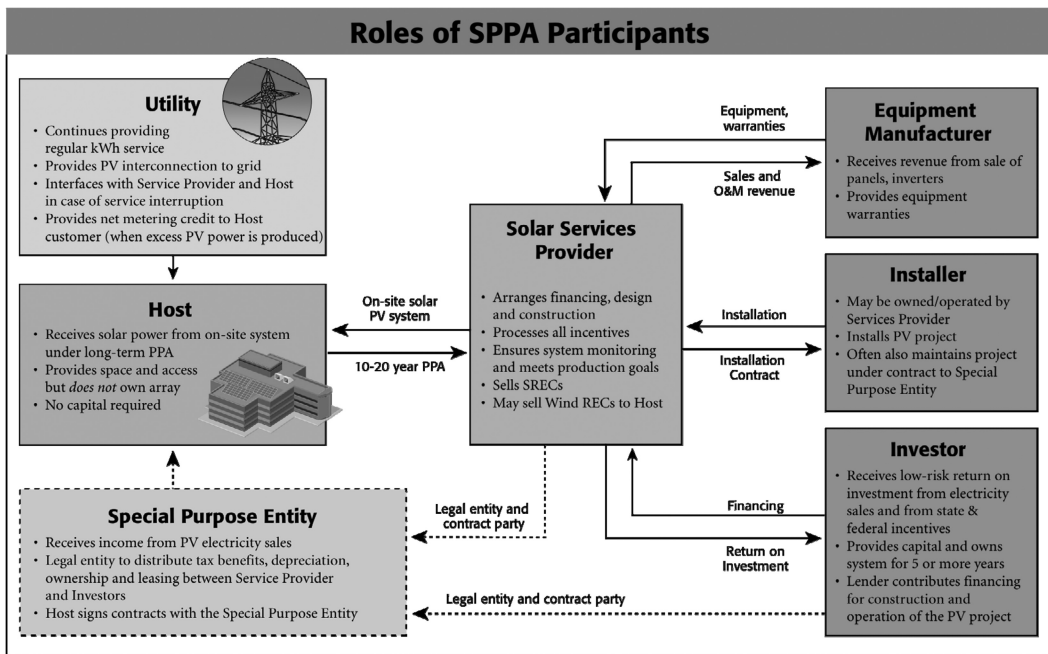 Roles of SPPA Participants
Utility
• Continues providing
regular kWh service
• Provides PV interconnection to grid
• Interfaces with Service Provider and Host
in case of service interruption
• Provides net metering credit to Host
customer (when excess PV power is produced)
Host
• Receives solar power from on-site system
under long-term PPA
• Provides space and access
but does not own array
• No capital required
Special Purpose Entity
• Receives income from PV electricity sales
• Legal entity to distribute tax benefits, depreciation,
ownership and leasing between Service Provider
and Investors
• Host signs contracts with the Special Purpose Entity
On-site solar
PV system
10-20 year PPA
Solar Services
Provider
• Arranges financing, design
and construction
• Processes all incentives
• Ensures system monitoring
and meets production goals
• Sells SRECs
• May sell Wind RECs to Host
Legal entity and
contract party
Legal entity and contract party
Equipment,
warranties
Sales and
O&M revenue
Installation
Installation
Contract
Financing
Return on
Investment
Equipment
Manufacturer
• Receives revenue from sale of
panels, inverters
• Provides equipment
warranties
Installer
• May be owned/operated by
Services Provider
• Installs PV project
• Often also maintains project
under contract to Special
Purpose Entity
Investor
• Receives low-risk return on
investment from electricity
sales and from state &
federal incentives
• Provides capital and owns
system for 5 or more years
• Lender contributes financing
for construction and
operation of the PV project